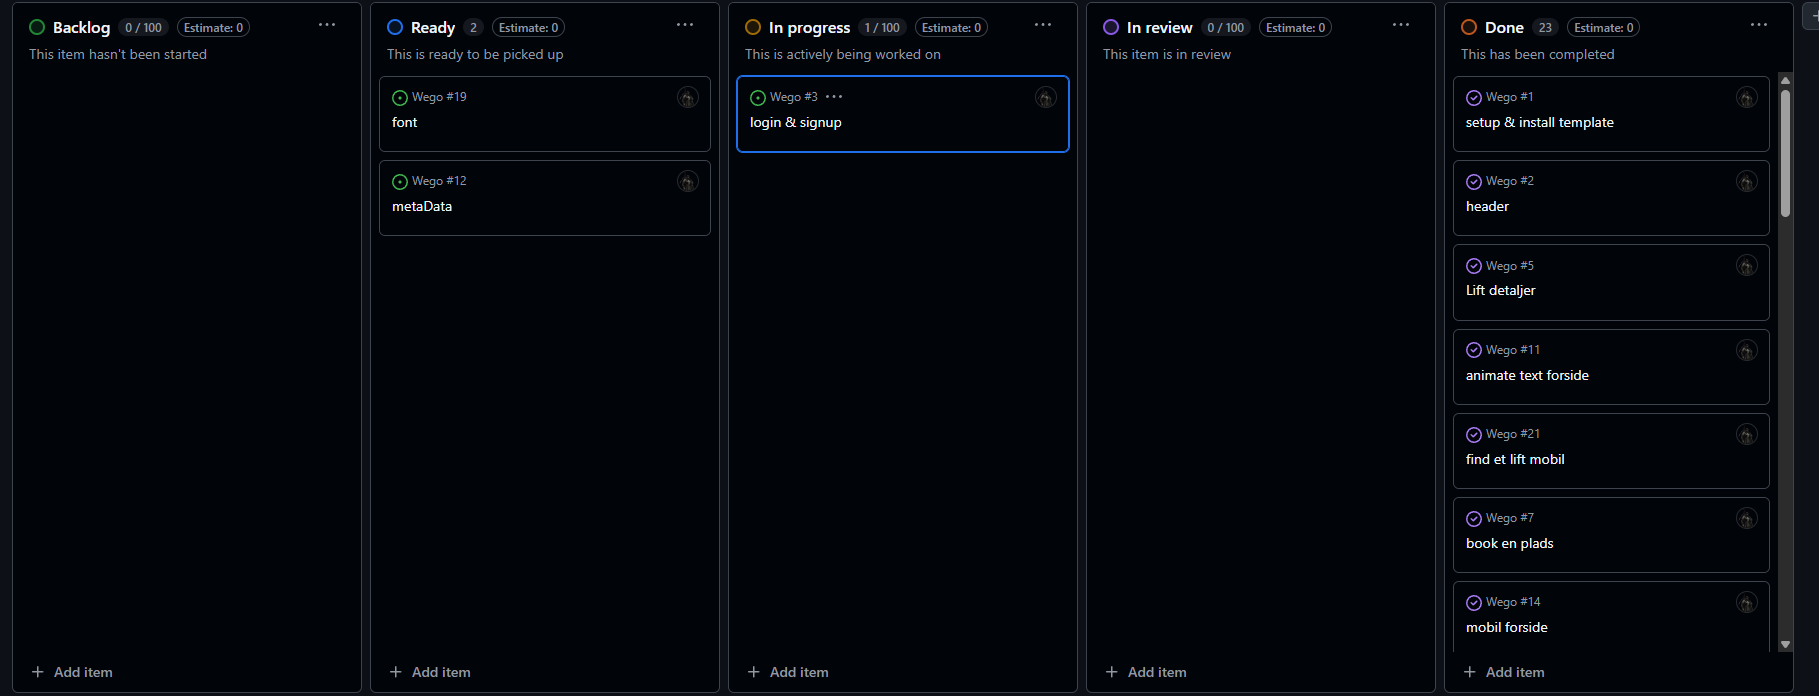 Backlog 0 / 100 Estimate: 0
This item hasn't been started
Add item
Ready 2 Estimate: 0
This is ready to be picked up
Wego #19
font
Wego #12
metaData
Add item
In progress 1 / 100 Estimate: 0
This is actively being worked on
Wego #3
login & signup
Add item
In review 0 / 100 Estimate: 0
This item is in review
Add item
Done 23 Estimate: 0
This has been completed
Wego #1
setup & install template
Wego #2
header
Wego #5
Lift detaljer
Wego #11
animate text forside
Wego #21
find et lift mobil
Wego #7
book en plads
Wego #14
mobil forside
Add item